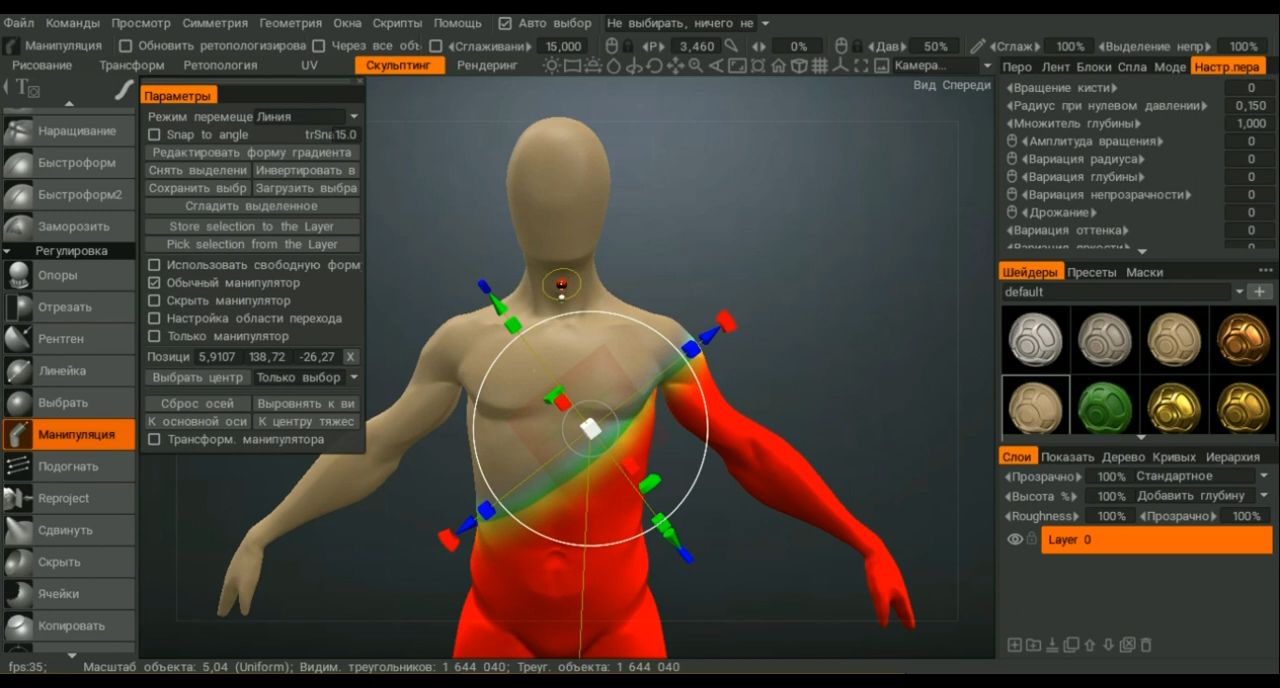 Файл Команды Просмотр Симметрия Геометрия Окна Скрипты Помощь Авто выбор Не выбирать, ничего не
Манипуляция Обновить ретопологизирова Через все объ Сглаживани 15,000 Р 3,460 0% Дав 50% Сглаж 100% Выделение непр 100%
Рисование Трансформ Ретопология UV Скульптинг Рендеринг Камера...
Перо Лент Блоки Спла Моде Настр.пера
Вид Спереди
Наращивание
Быстроформ
Быстроформ2
Заморозить
Регулировка
Опоры
Отрезать
Рентген
Линейка
Выбрать
Манипуляция
Подогнать
Reproject
Сдвинуть
Скрыть
Ячейки
Копировать
Параметры
Режим перемеще Линия
Snap to angle trSna 15.0
Редактировать форму градиента
Снять выделени Инвертировать в
Сохранить выбр Загрузить выбра
Сгладить выделенное
Store selection to the Layer
Pick selection from the Layer
Использовать свободную форм
Обычный манипулятор
Скрыть манипулятор
Настройка области перехода
Только манипулятор
Позици 5,9107 138,72 -26,27 X
Выбрать центр Только выбор
Сброс осей Выровнять к ви
К основной оси К центру тяжес
Трансформ. манипулятора
Вращение кисти 0
Радиус при нулевом давлении 0,150
Множитель глубины 1,000
Амплитуда вращения 0
Вариация радиуса 0
Вариация глубины 0
Вариация непрозрачности 0
Дрожание 0
Вариация оттенка 0
Вариация яркости 0
Шейдеры Пресеты Маски
default
Слои Показать Дерево Кривых Иерархия
Прозрачно 100% Стандартное
Высота % 100% Добавить глубину
Roughness 100% Прозрачно 100%
Layer 0
fps:35; Масштаб объекта: 5,04 (Uniform); Видим. треугольников: 1 644 040; Треуг. объекта: 1 644 040